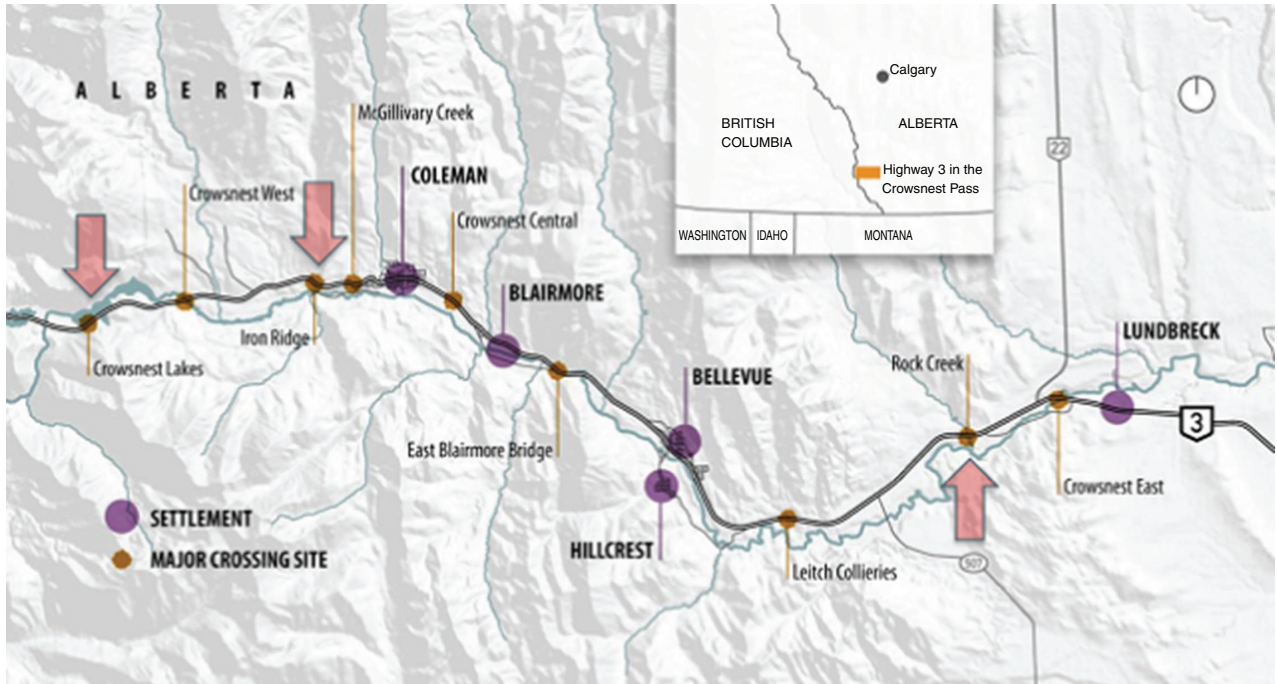 ALBERTA
McGillivary Creek
COLEMAN
Crowsnest West
Crowsnest Central
BLAIRMORE
Iron Ridge
Crowsnest Lakes
East Blairmore Bridge
BELLEVUE
HILLCREST
Leitch Collieries
Rock Creek
LUNDBRECK
Crowsnest East
22
3
507
SETTLEMENT
MAJOR CROSSING SITE
Calgary
BRITISH
COLUMBIA
ALBERTA
Highway 3 in the
Crowsnest Pass
WASHINGTON
IDAHO
MONTANA